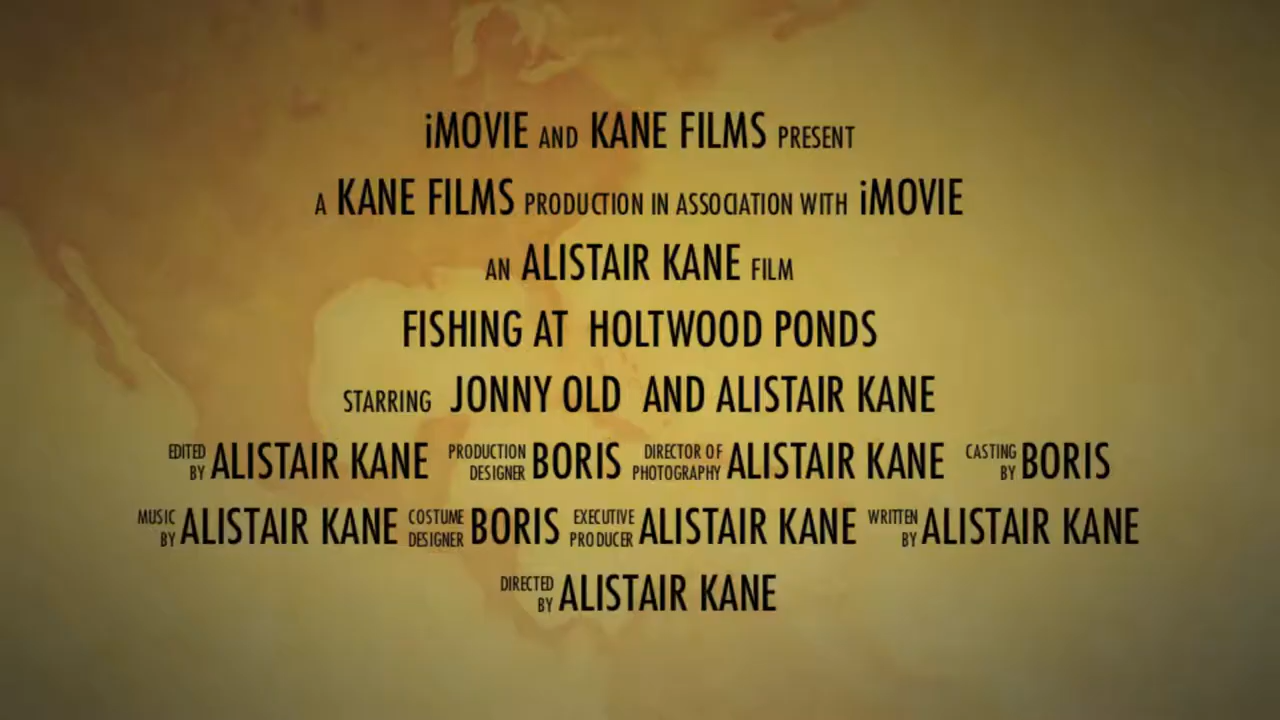 iMOVIE AND KANE FILMS PRESENT
A KANE FILMS PRODUCTION IN ASSOCIATION WITH iMOVIE
AN ALISTAIR KANE FILM
FISHING AT HOLTWOOD PONDS
STARRING JONNY OLD AND ALISTAIR KANE
EDITED BY ALISTAIR KANE PRODUCTION DESIGNER BORIS DIRECTOR OF PHOTOGRAPHY ALISTAIR KANE CASTING BY BORIS
MUSIC BY ALISTAIR KANE COSTUME DESIGNER BORIS EXECUTIVE PRODUCER ALISTAIR KANE WRITTEN BY ALISTAIR KANE
DIRECTED BY ALISTAIR KANE